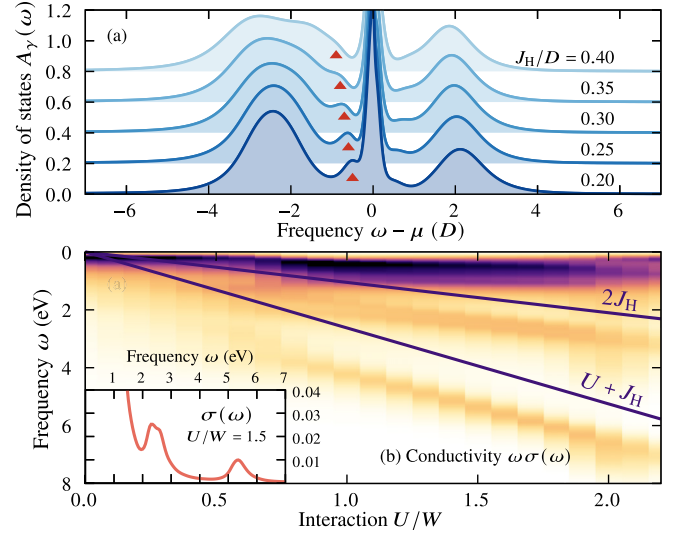 1.2
1.0
0.8
0.6
0.4
0.2
0.0
Density of states A_γ(ω)
(a)
J_H/D = 0.40
0.35
0.30
0.25
0.20
−6 −4 −2 0 2 4 6
Frequency ω − μ (D)
0
2
4
6
8
Frequency ω (eV)
(a)
2J_H
U + J_H
Frequency ω (eV)
1 2 3 4 5 6 7
0.04
0.03
0.02
0.01
σ(ω)
U/W = 1.5
(b) Conductivity ωσ(ω)
0.0 0.5 1.0 1.5 2.0
Interaction U/W